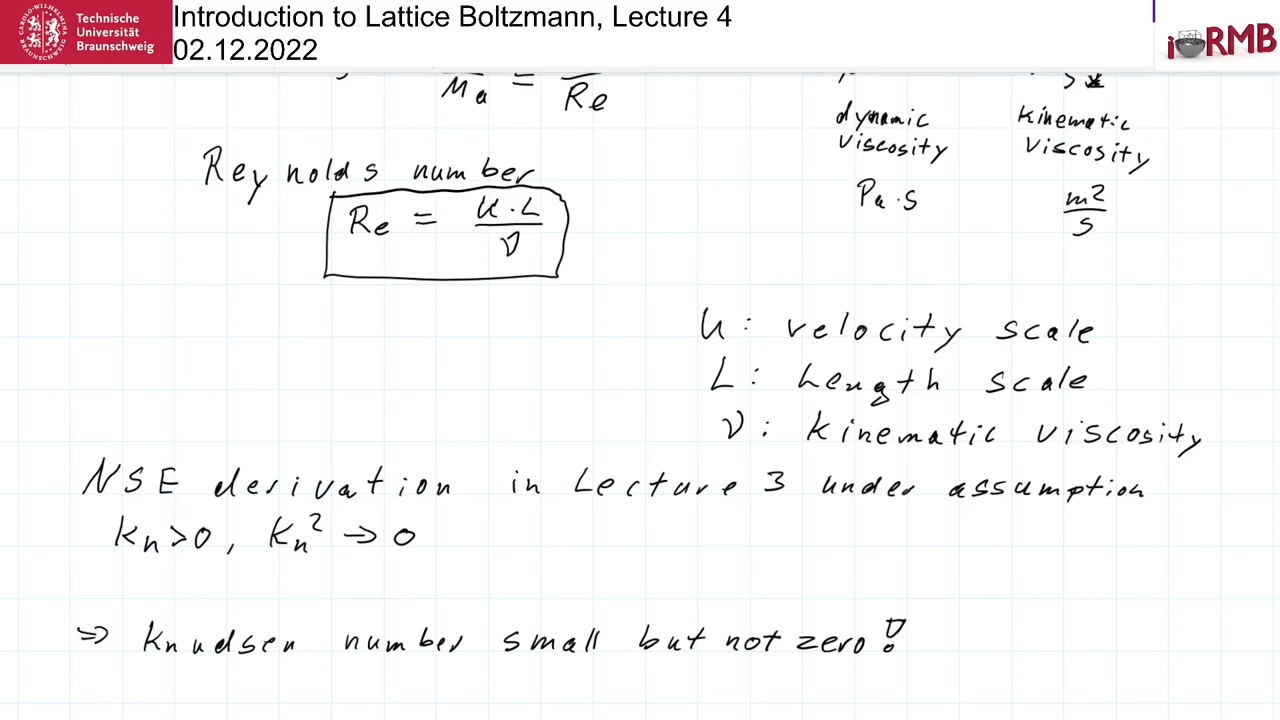 Technische
Universität
Braunschweig
Introduction to Lattice Boltzmann, Lecture 4
02.12.2022
iRMB
Ma = Re
dynamic
viscosity
kinematic
viscosity
Pa · s
m2
s
Reynolds number
Re = u · L
ν
u : velocity scale
L : Length scale
ν : kinematic viscosity
NSE derivation in Lecture 3 under assumption
Kn > 0 , Kn² → 0
⇒ Knudsen number small but not zero !